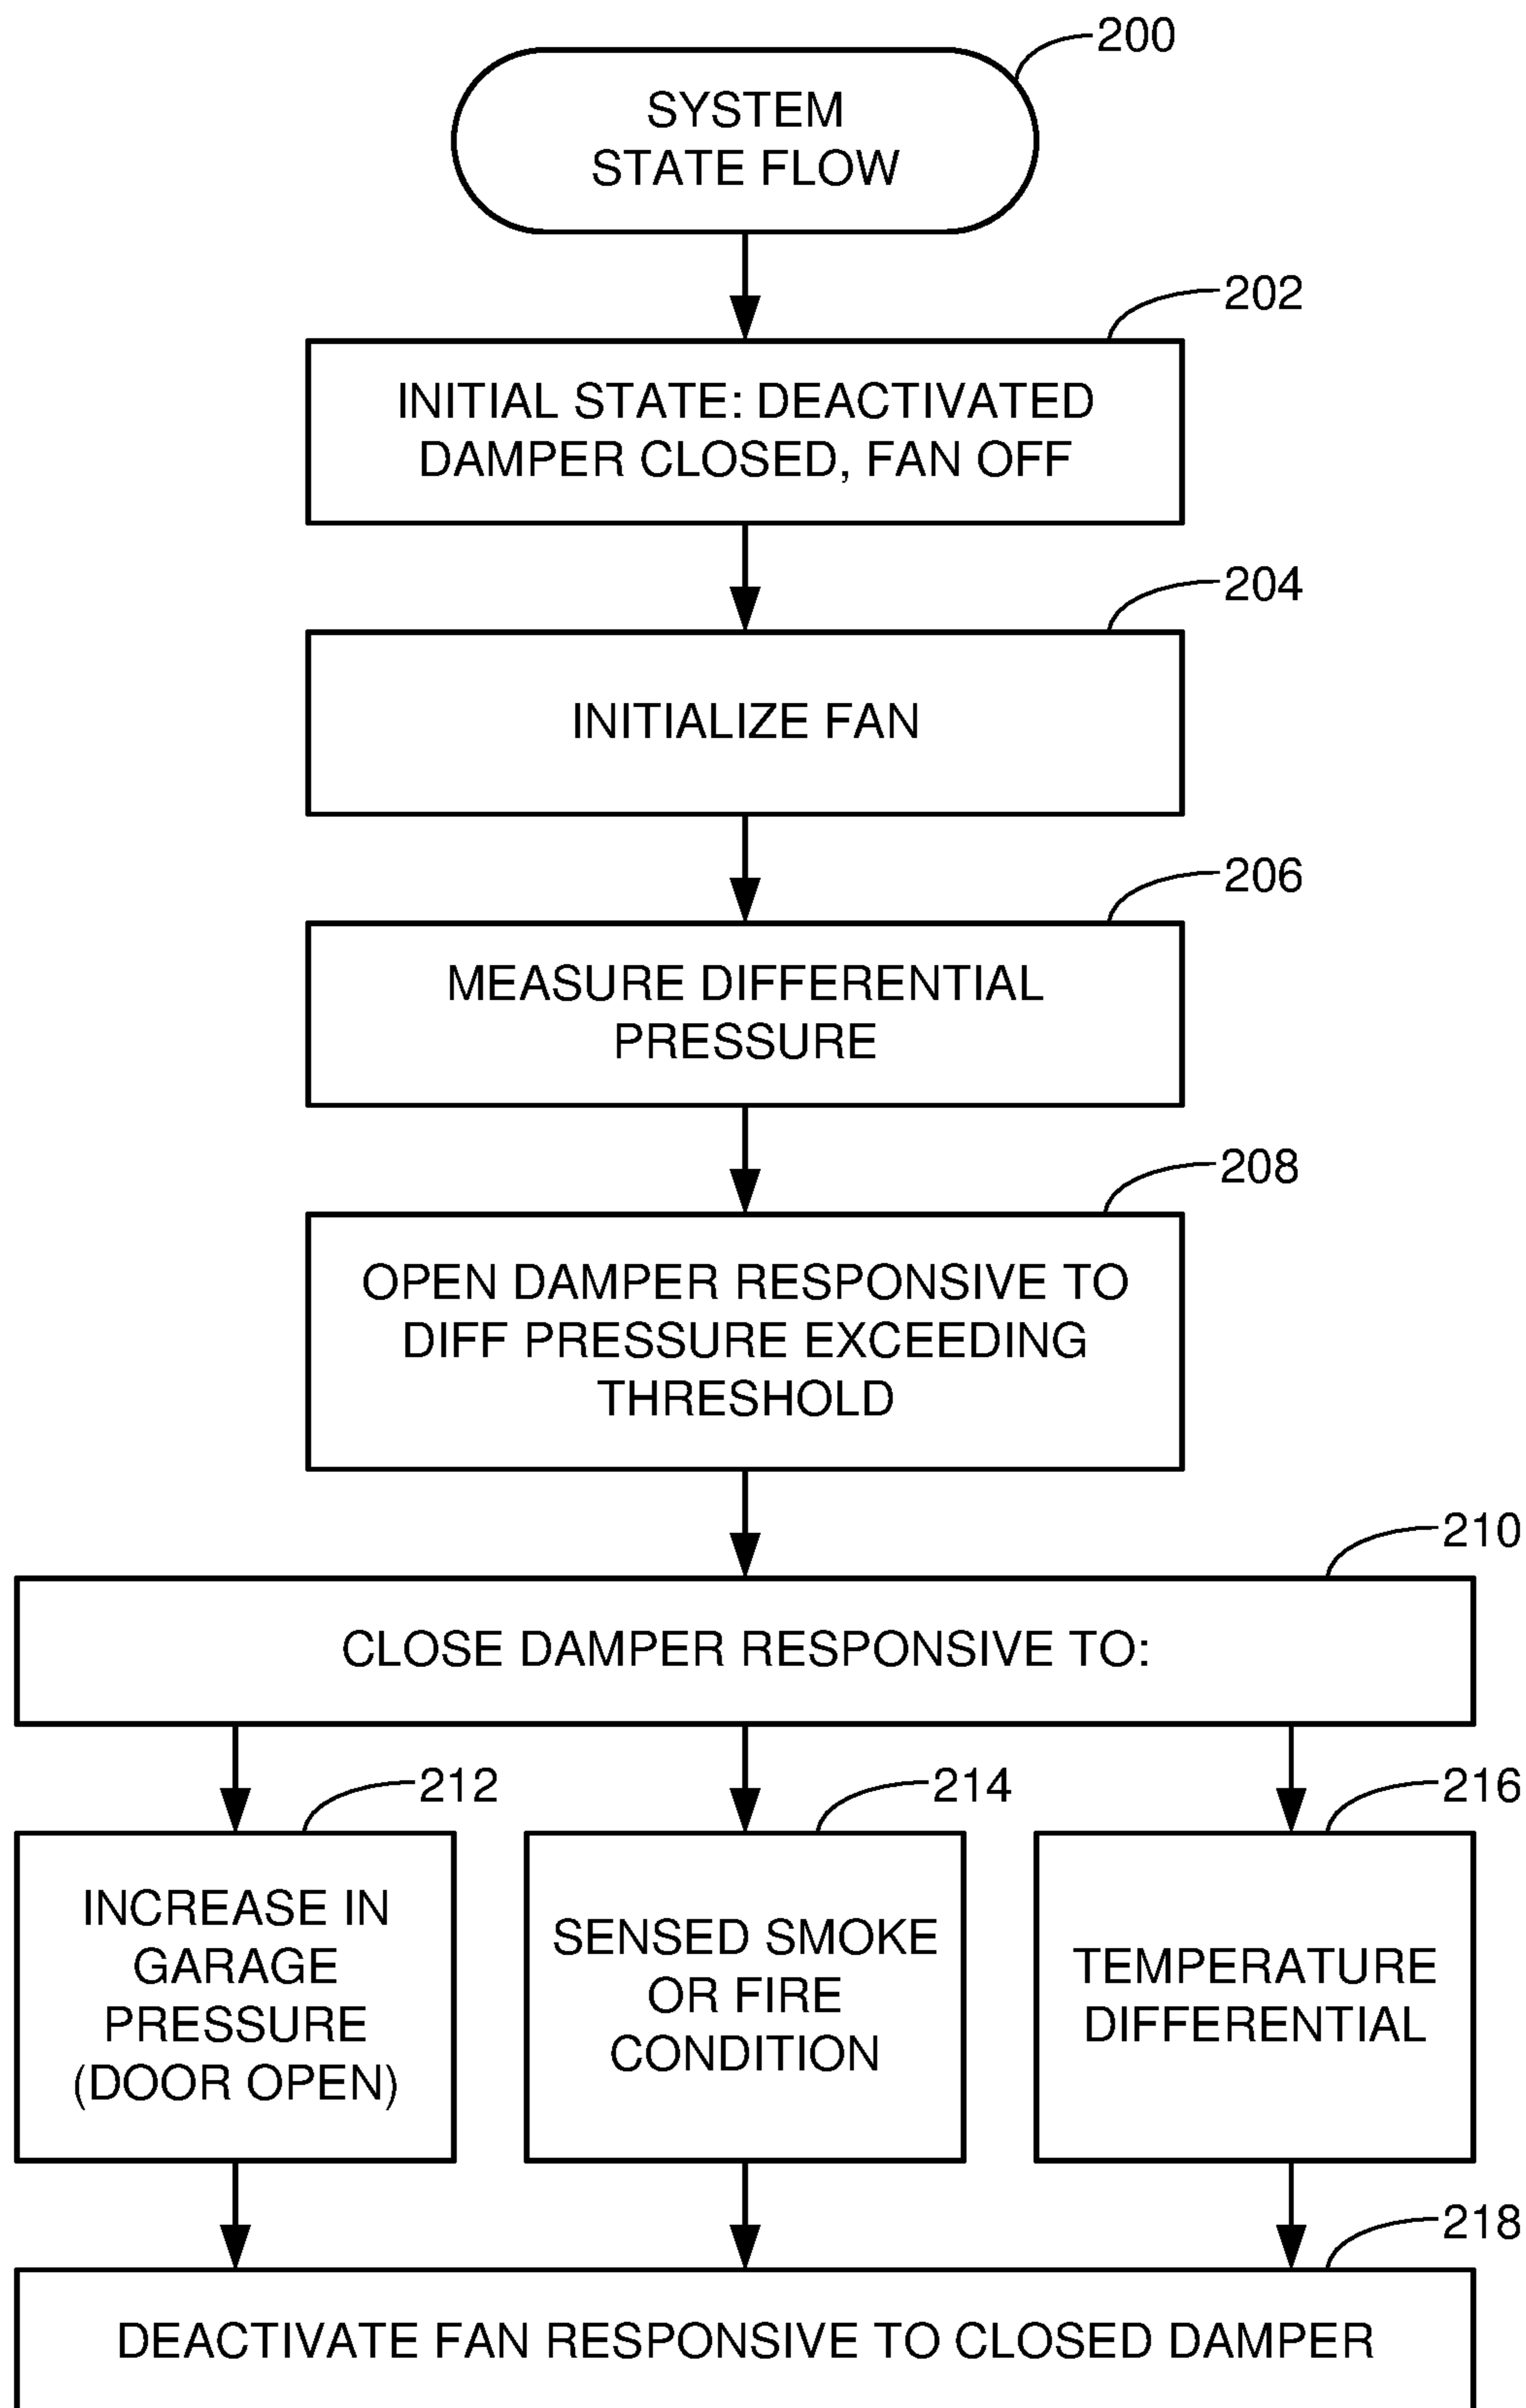 200
SYSTEM
STATE FLOW
202
INITIAL STATE: DEACTIVATED
DAMPER CLOSED, FAN OFF
204
INITIALIZE FAN
206
MEASURE DIFFERENTIAL
PRESSURE
208
OPEN DAMPER RESPONSIVE TO
DIFF PRESSURE EXCEEDING
THRESHOLD
210
CLOSE DAMPER RESPONSIVE TO:
212
INCREASE IN
GARAGE
PRESSURE
(DOOR OPEN)
214
SENSED SMOKE
OR FIRE
CONDITION
216
TEMPERATURE
DIFFERENTIAL
218
DEACTIVATE FAN RESPONSIVE TO CLOSED DAMPER